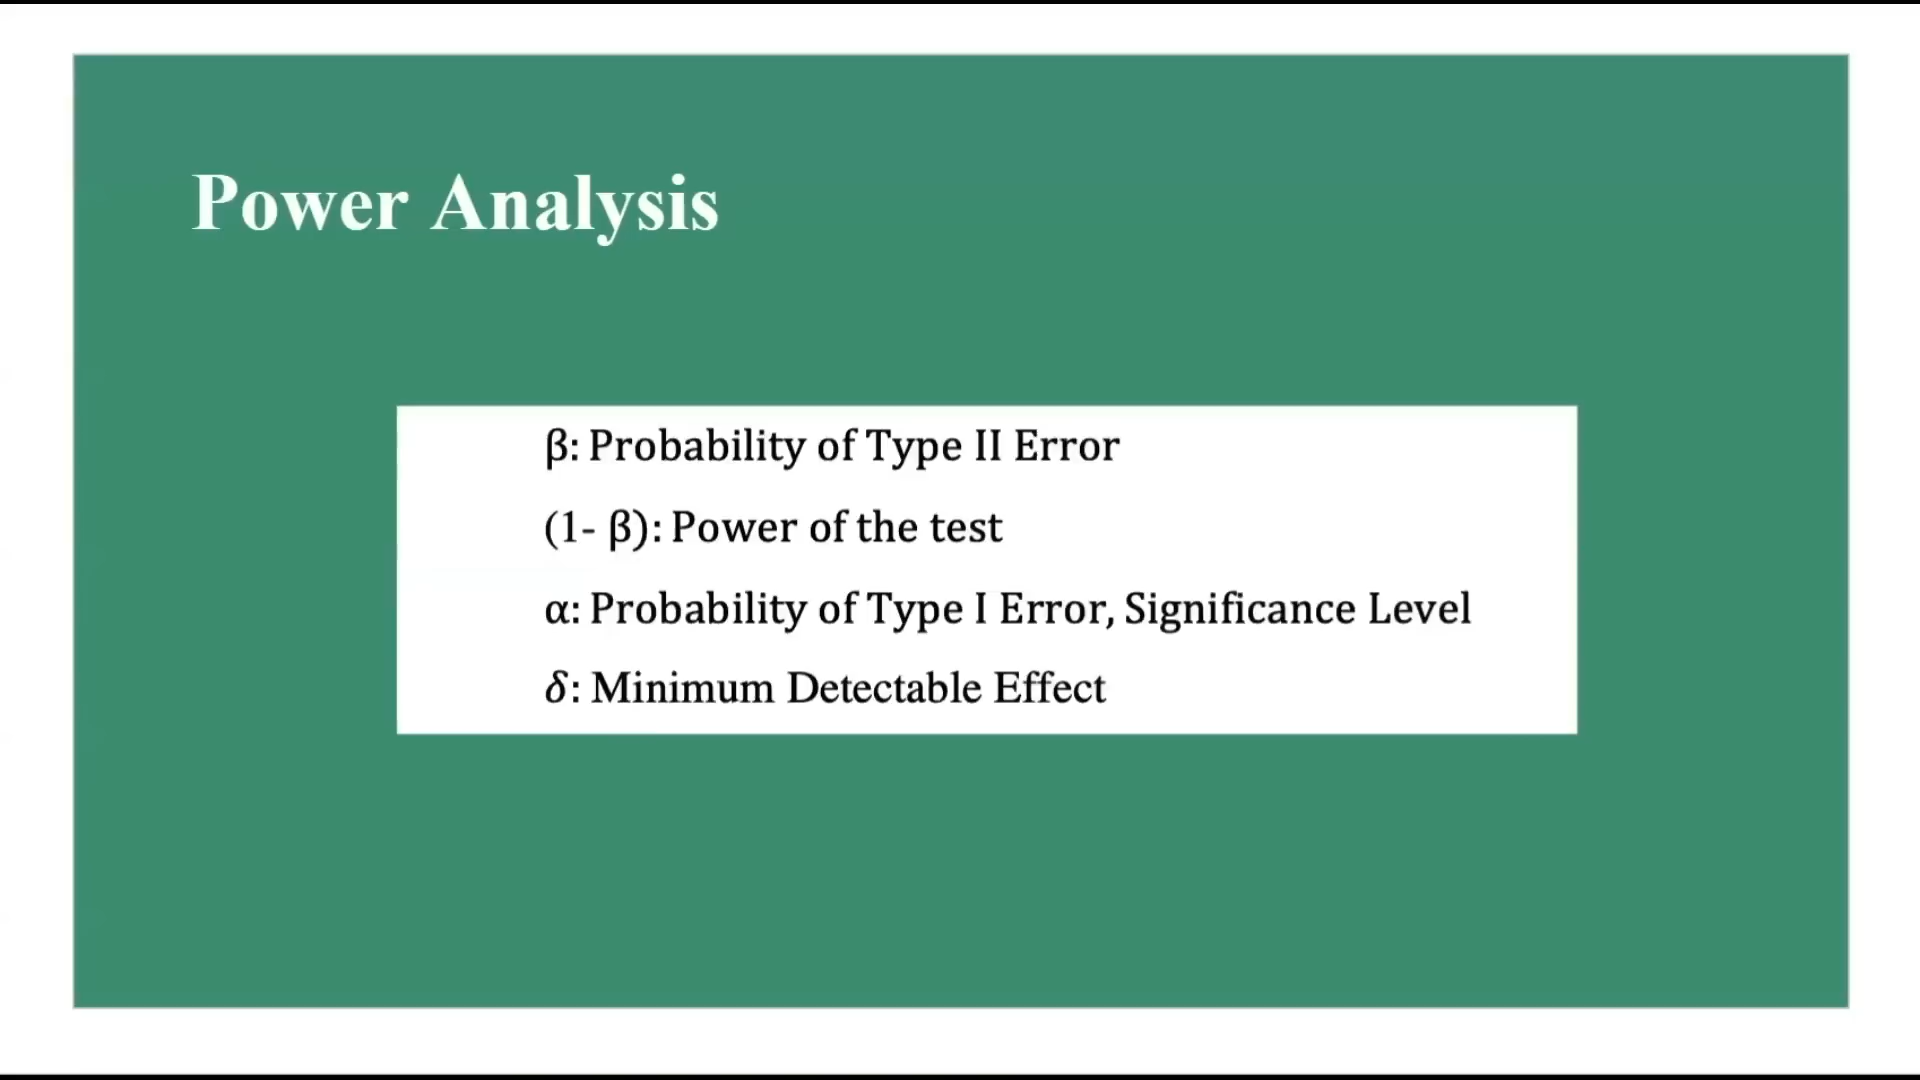 Power Analysis
β: Probability of Type II Error
(1- β): Power of the test
α: Probability of Type I Error, Significance Level
δ: Minimum Detectable Effect